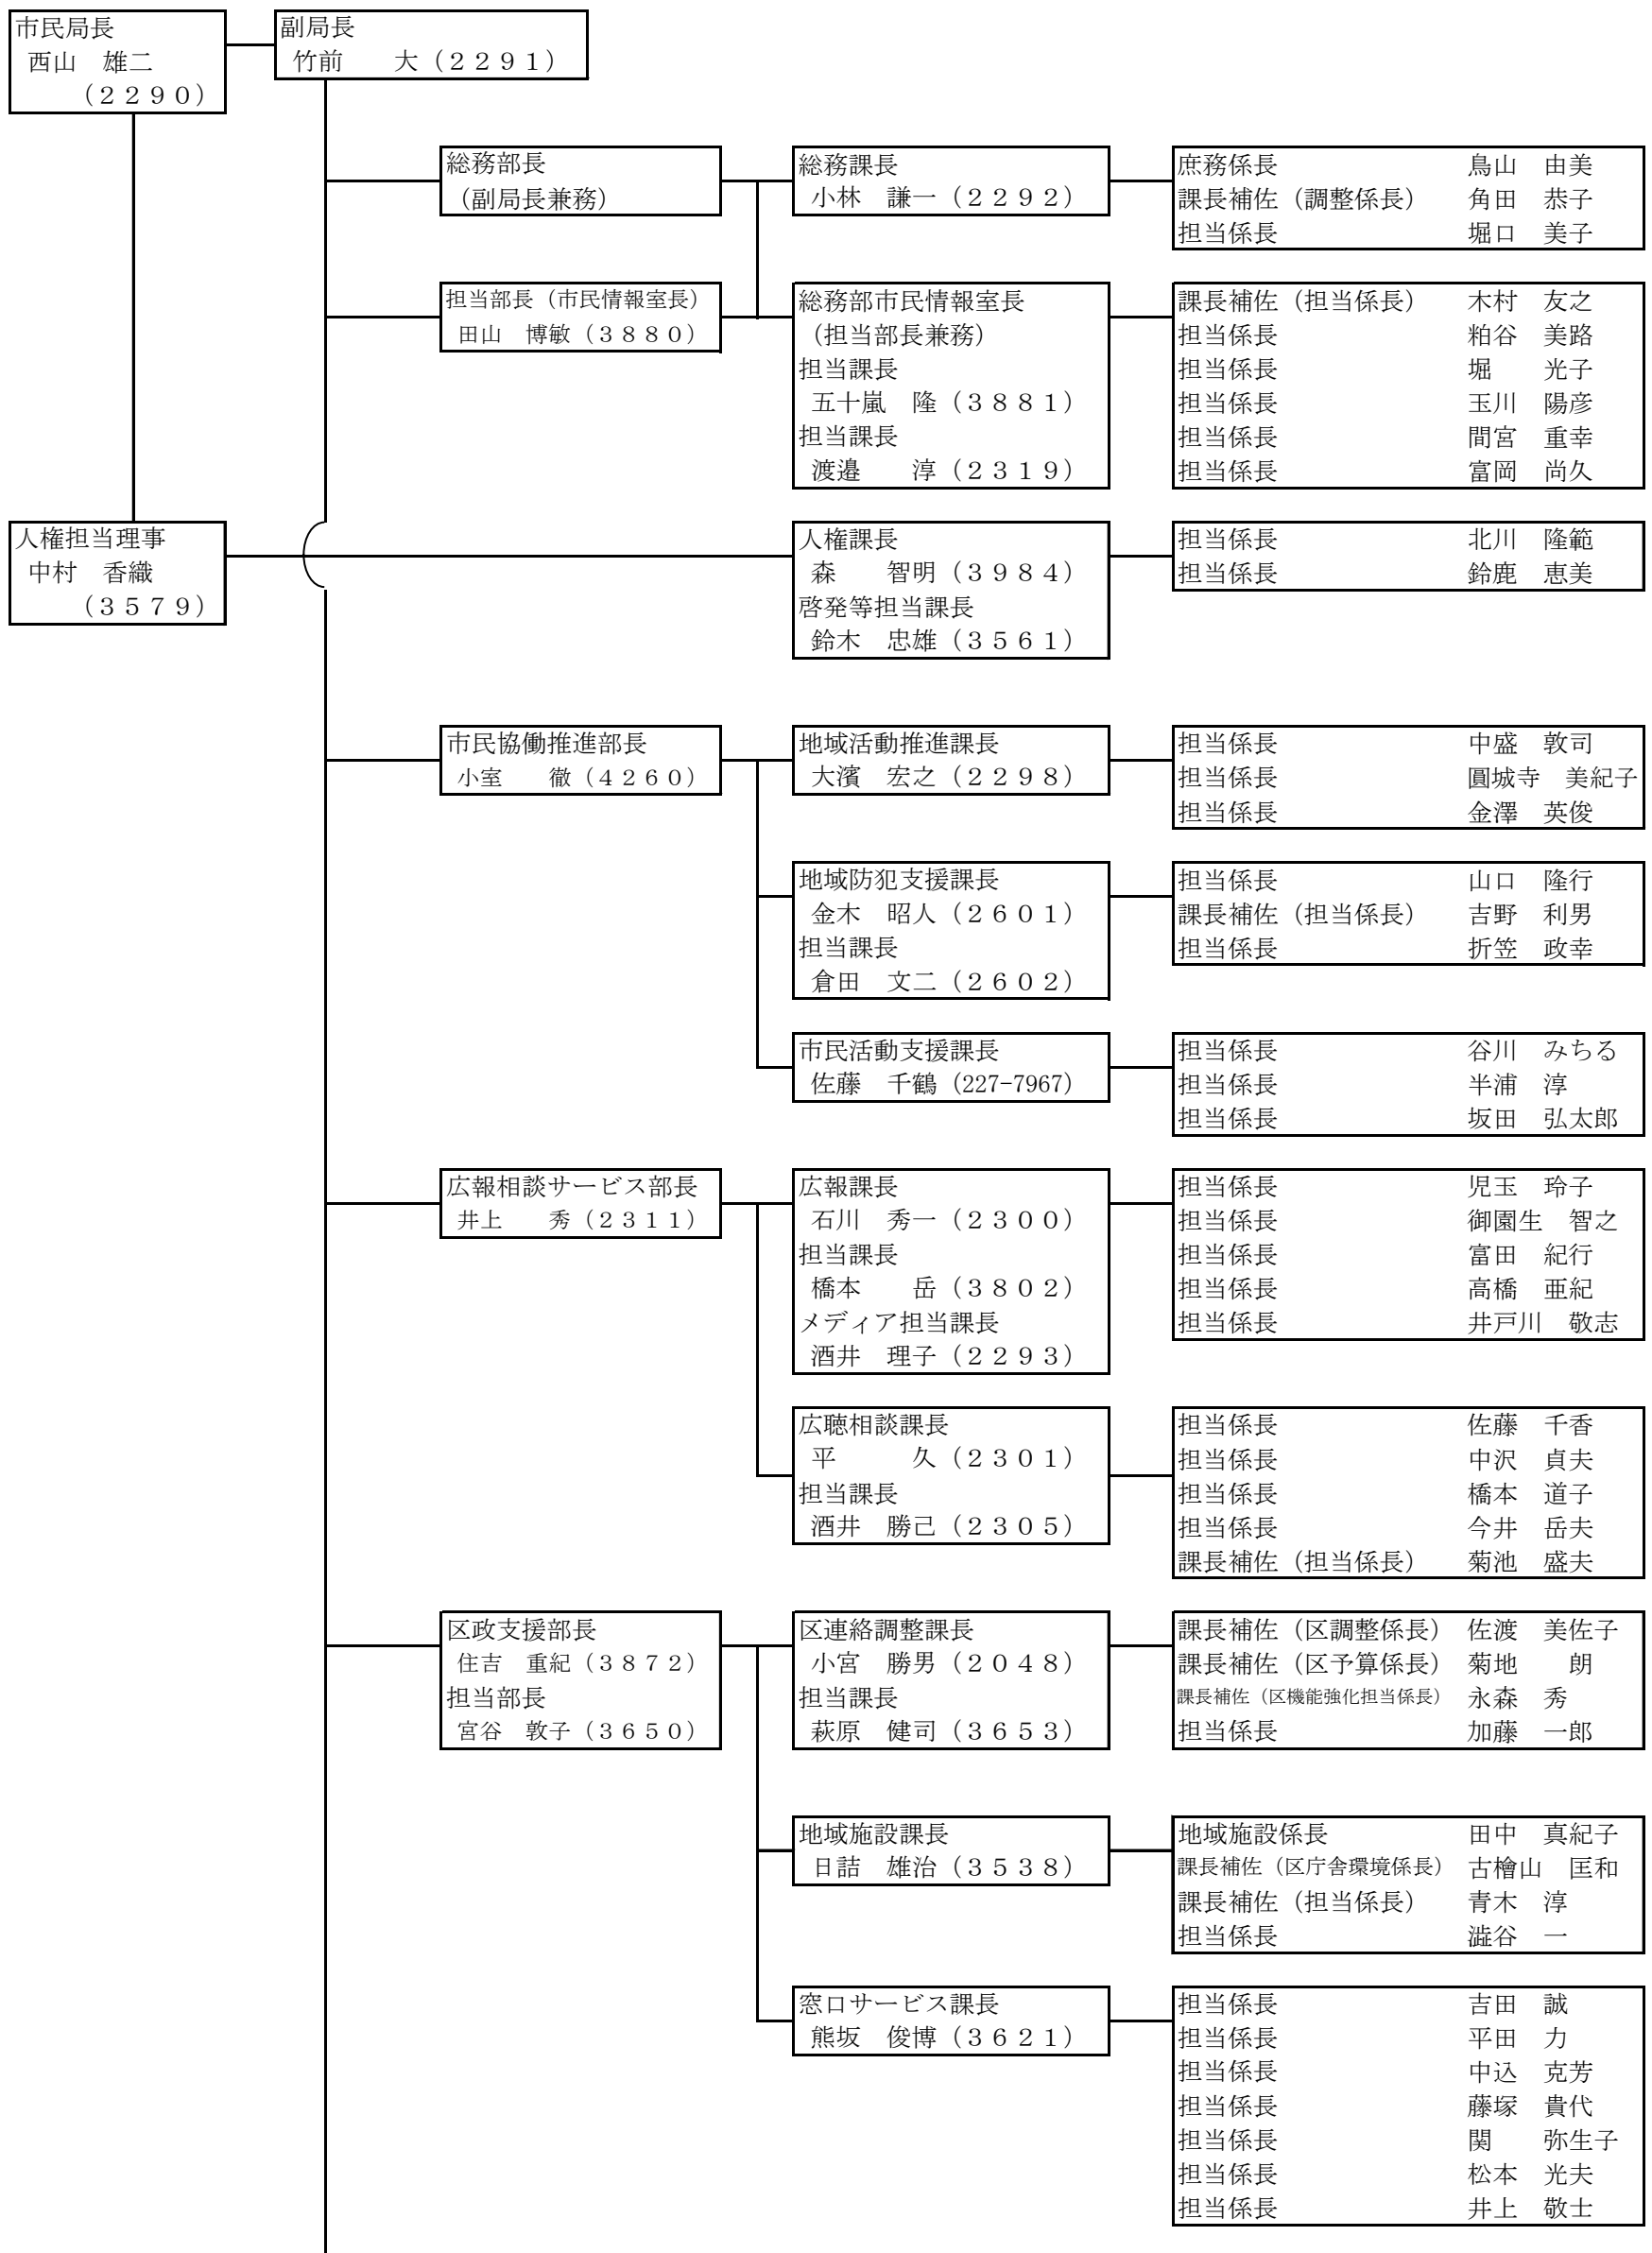 市民局長
西山　雄二
（２２９０）
副局長
竹前　　大（２２９１）
総務部長
（副局長兼務）
総務課長
小林　謙一（２２９２）
庶務係長　鳥山　由美
課長補佐（調整係長）　角田　恭子
担当係長　堀口　美子
担当部長（市民情報室長）
田山　博敏（３８８０）
総務部市民情報室長
（担当部長兼務）
担当課長
五十嵐　隆（３８８１）
担当課長
渡邉　　淳（２３１９）
課長補佐（担当係長）　木村　友之
担当係長　粕谷　美路
担当係長　堀　　光子
担当係長　玉川　陽彦
担当係長　間宮　重幸
担当係長　富岡　尚久
人権担当理事
中村　香織
（３５７９）
人権課長
森　　智明（３９８４）
啓発等担当課長
鈴木　忠雄（３５６１）
担当係長　北川　隆範
担当係長　鈴鹿　恵美
市民協働推進部長
小室　　徹（４２６０）
地域活動推進課長
大濱　宏之（２２９８）
担当係長　中盛　敦司
担当係長　圓城寺　美紀子
担当係長　金澤　英俊
地域防犯支援課長
金木　昭人（２６０１）
担当課長
倉田　文二（２６０２）
担当係長　山口　隆行
課長補佐（担当係長）　吉野　利男
担当係長　折笠　政幸
市民活動支援課長
佐藤　千鶴（227-7967）
担当係長　谷川　みちる
担当係長　半浦　淳
担当係長　坂田　弘太郎
広報相談サービス部長
井上　　秀（２３１１）
広報課長
石川　秀一（２３００）
担当課長
橋本　　岳（３８０２）
メディア担当課長
酒井　理子（２２９３）
担当係長　児玉　玲子
担当係長　御園生　智之
担当係長　富田　紀行
担当係長　高橋　亜紀
担当係長　井戸川　敬志
広聴相談課長
平　　　久（２３０１）
担当課長
酒井　勝己（２３０５）
担当係長　佐藤　千香
担当係長　中沢　貞夫
担当係長　橋本　道子
担当係長　今井　岳夫
課長補佐（担当係長）　菊池　盛夫
区政支援部長
住吉　重紀（３８７２）
担当部長
宮谷　敦子（３６５０）
区連絡調整課長
小宮　勝男（２０４８）
担当課長
萩原　健司（３６５３）
課長補佐（区調整係長）　佐渡　美佐子
課長補佐（区予算係長）　菊地　　朗
課長補佐（区機能強化担当係長）　永森　秀
担当係長　加藤　一郎
地域施設課長
日詰　雄治（３５３８）
地域施設係長　田中　真紀子
課長補佐（区庁舎環境係長）　古檜山　匡和
課長補佐（担当係長）　青木　淳
担当係長　澁谷　一
窓口サービス課長
熊坂　俊博（３６２１）
担当係長　吉田　誠
担当係長　平田　力
担当係長　中込　克芳
担当係長　藤塚　貴代
担当係長　関　　弥生子
担当係長　松本　光夫
担当係長　井上　敬士